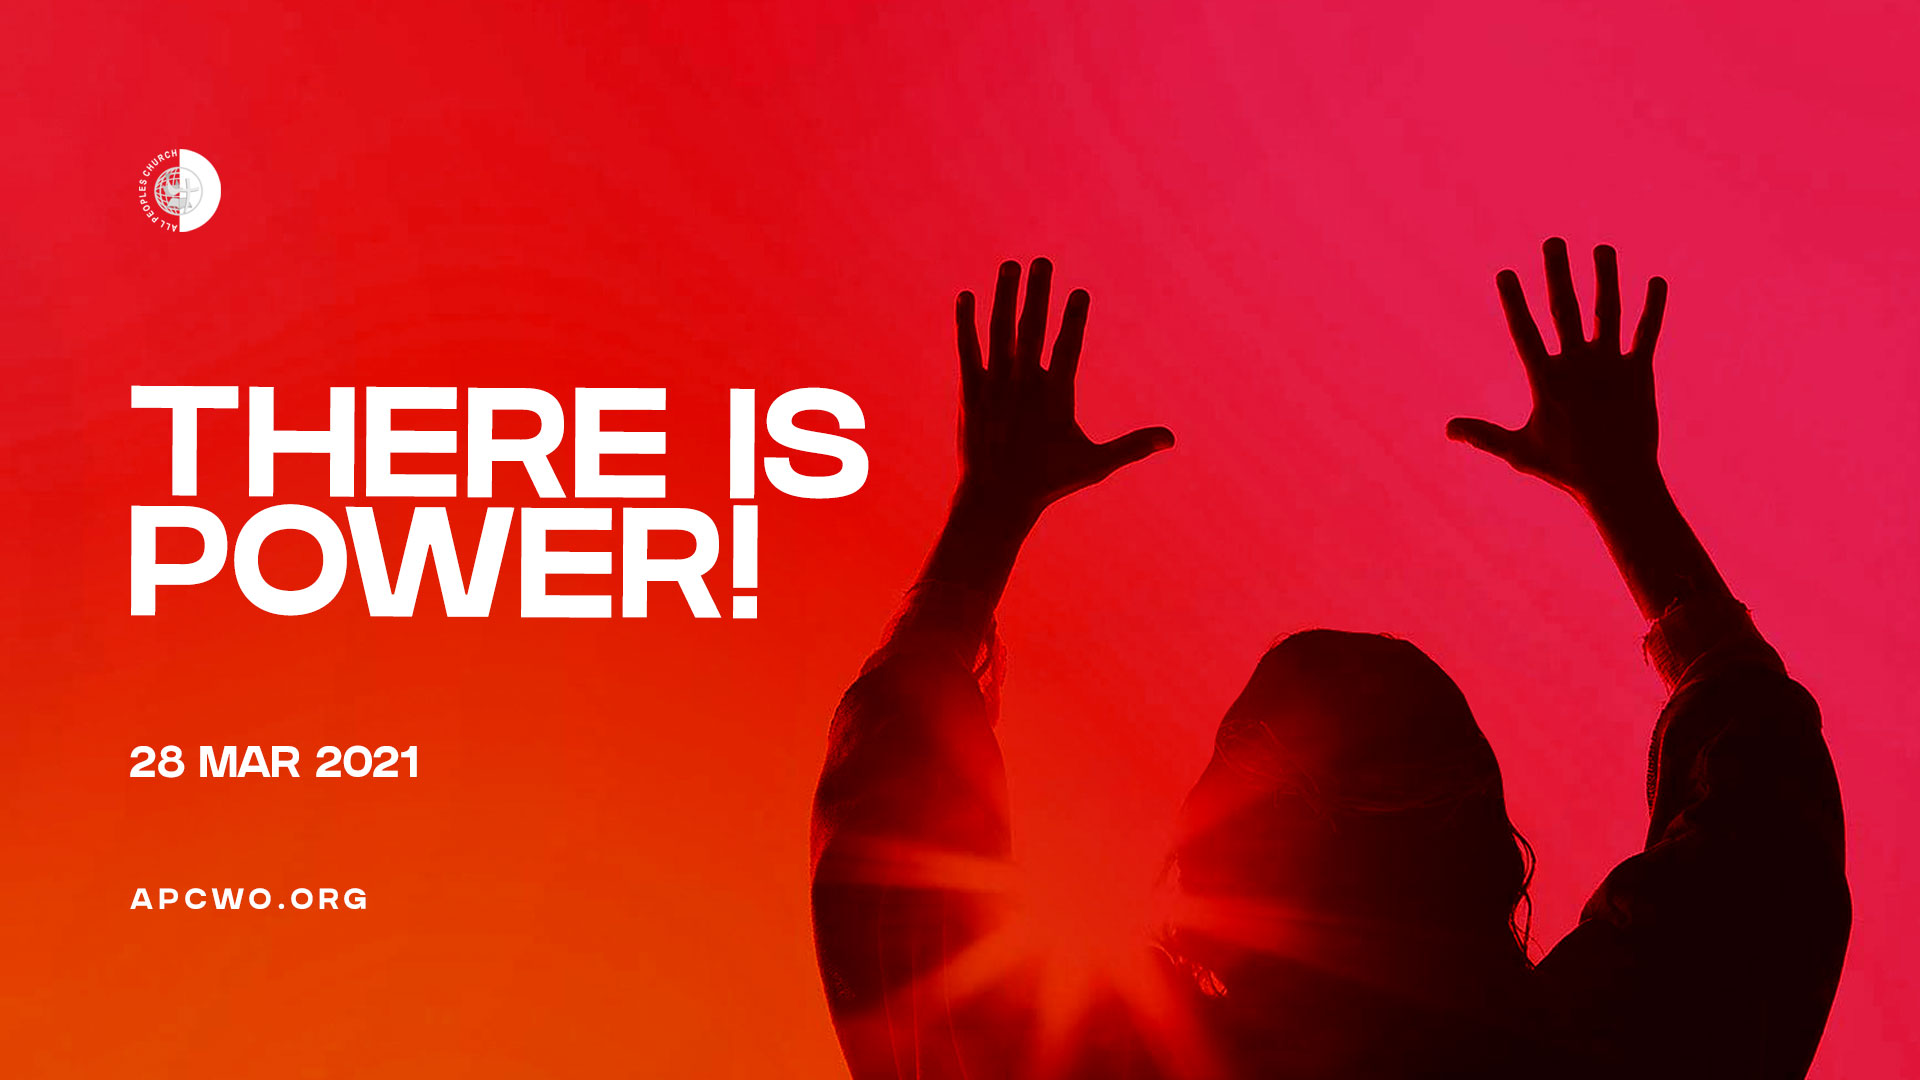 ALL PEOPLES CHURCH
THERE IS
POWER!
28 MAR 2021
APCWO.ORG